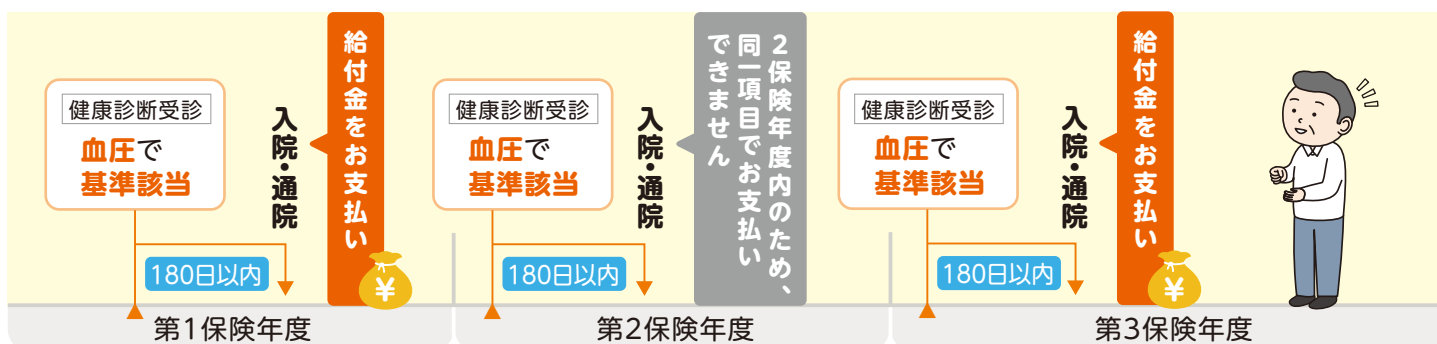 健康診断受診
血圧で
基準該当
180日以内
入院・通院
給付金をお支払い
¥
第1保険年度
健康診断受診
血圧で
基準該当
180日以内
入院・通院
2保険年度内のため、
同一項目でお支払い
できません
第2保険年度
健康診断受診
血圧で
基準該当
180日以内
入院・通院
給付金をお支払い
¥
第3保険年度